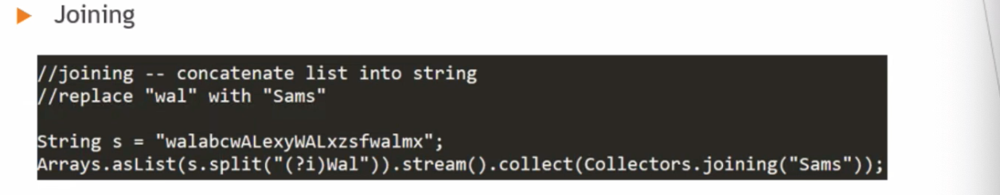 Joining
//joining -- concatenate list into string
//replace "wal" with "Sams"
String s = "walabcwALexyWALxzsfwalmx";
Arrays.asList(s.split("(?i)Wal")).stream().collect(Collectors.joining("Sams"));